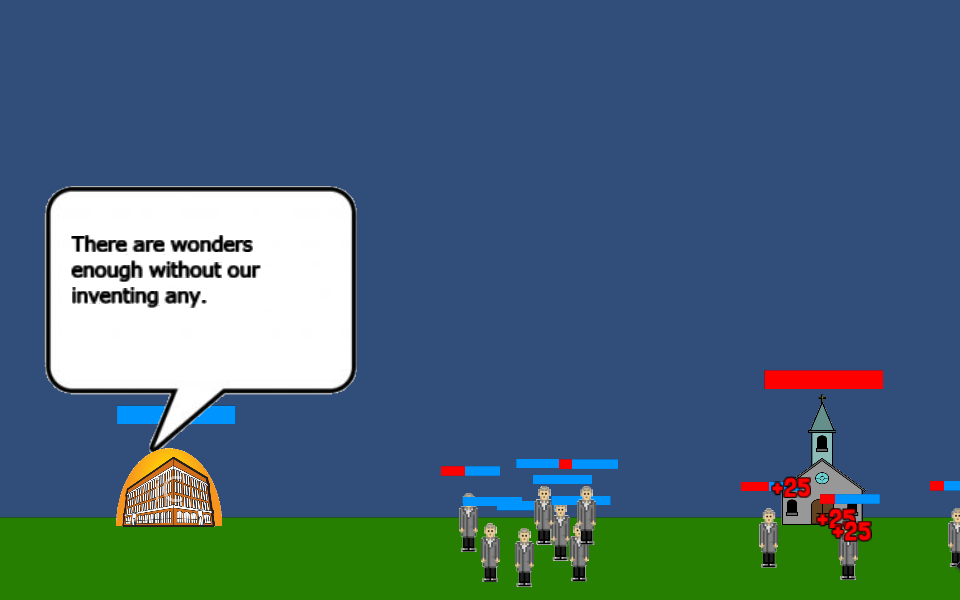 There are wonders
enough without our
inventing any.
+25
+25
+25